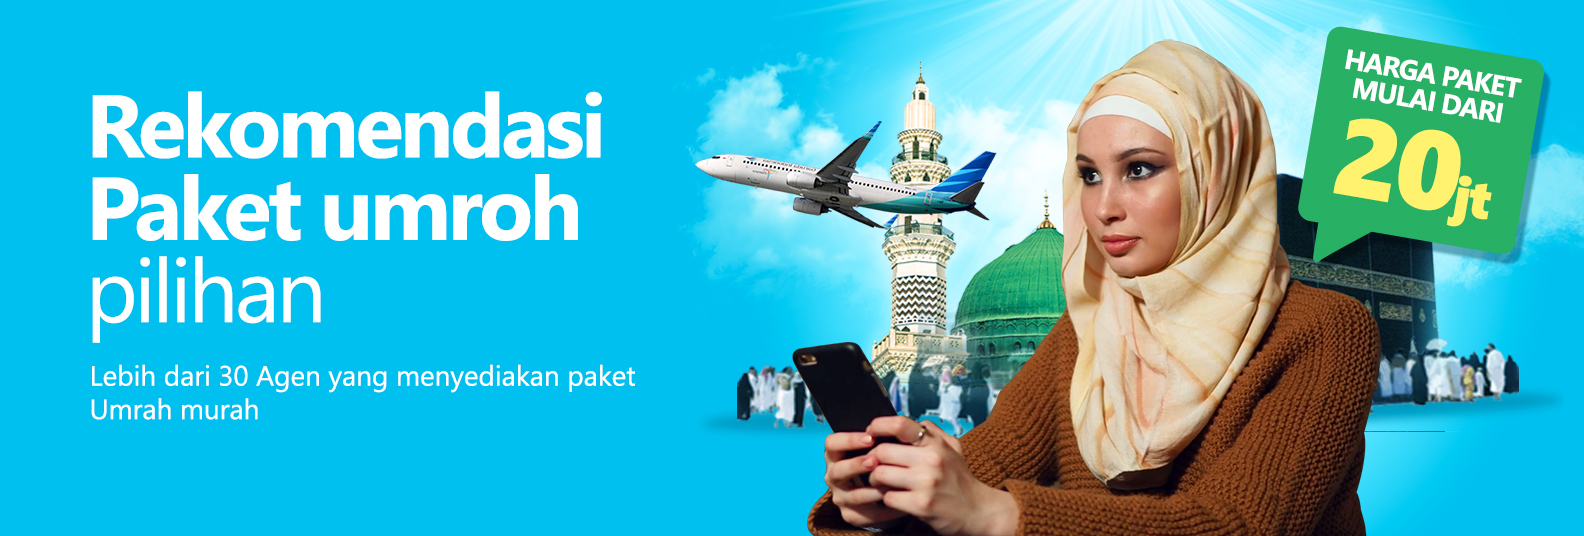 Rekomendasi
Paket umroh
pilihan
Lebih dari 30 Agen yang menyediakan paket
Umrah murah
HARGA PAKET
MULAI DARI
20jt